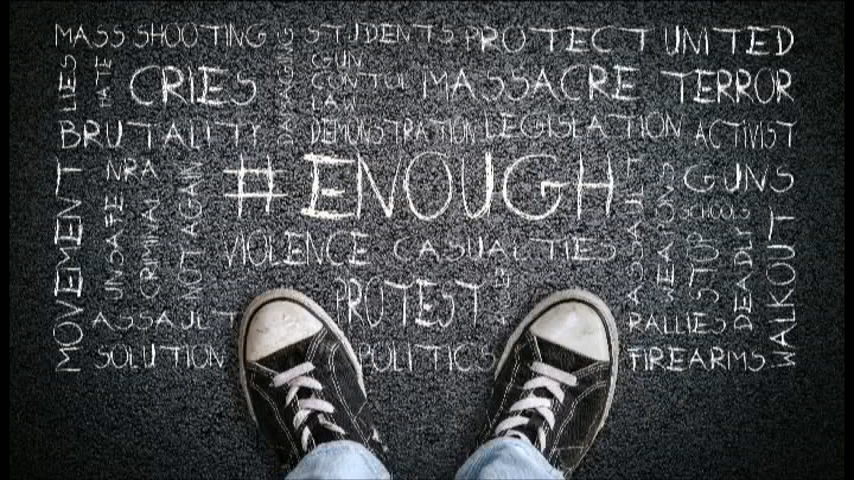 MASS SHOOTING STUDENTS PROTECT UNITED
LIES HATE CRIES DAMAGING GUN CONTOL LAW MASSACRE TERROR
BRUTALITY DEMONSTRATION LEGISLATION ACTIVIST
MOVEMENT NRA #ENOUGH GUNS
UNSAFE CRIMINAL NOT AGAIN ASSAULT WEAPONS SCHOOLS STOP DEADLY WALKOUT
VIOLENCE CASUALTIES
ASSAULT PROTEST RALLIES
SOLUTION POLITICS FIREARMS